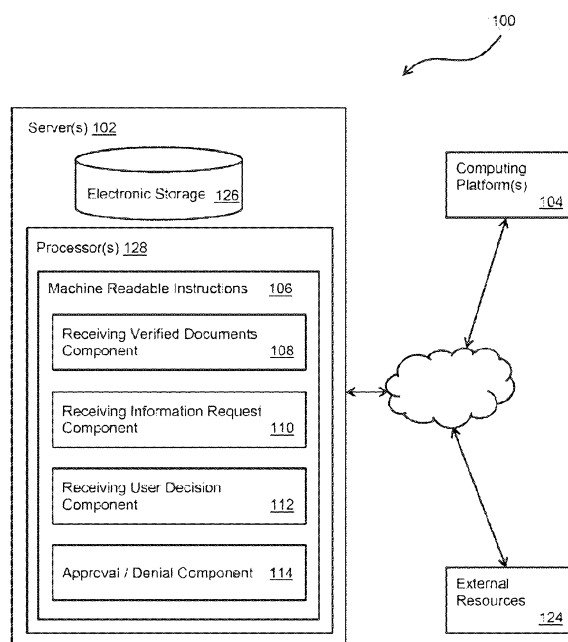 100
Server(s) 102
Electronic Storage 126
Processor(s) 128
Machine Readable Instructions 106
Receiving Verified Documents
Component 108
Receiving Information Request
Component 110
Receiving User Decision
Component 112
Approval / Denial Component 114
Computing
Platform(s)
104
External
Resources
124